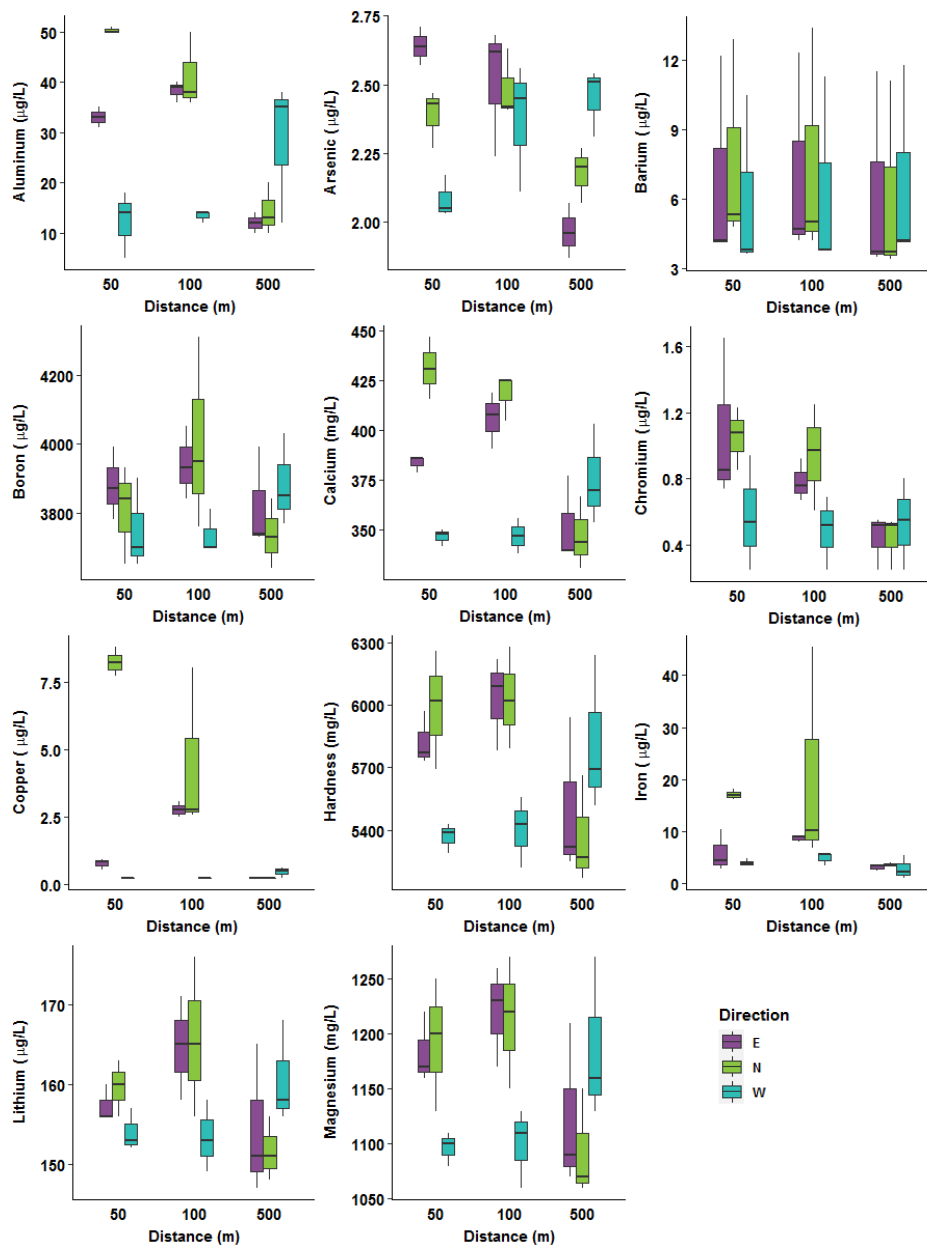 Aluminum (µg/L)
50
40
30
20
10
50 100 500
Distance (m)
Arsenic ( µg/L)
2.75
2.50
2.25
2.00
50 100 500
Distance (m)
Barium ( µg/L)
12
9
6
3
50 100 500
Distance (m)
Boron ( µg/L)
4200
4000
3800
50 100 500
Distance (m)
Calcium (mg/L)
450
425
400
375
350
50 100 500
Distance (m)
Chromium ( µg/L)
1.6
1.2
0.8
0.4
50 100 500
Distance (m)
Copper ( µg/L)
7.5
5.0
2.5
0.0
50 100 500
Distance (m)
Hardness (mg/L)
6300
6000
5700
5400
50 100 500
Distance (m)
Iron ( µg/L)
40
30
20
10
0
50 100 500
Distance (m)
Lithium ( µg/L)
170
160
150
50 100 500
Distance (m)
Magnesium (mg/L)
1250
1200
1150
1100
1050
50 100 500
Distance (m)
Direction
E
N
W